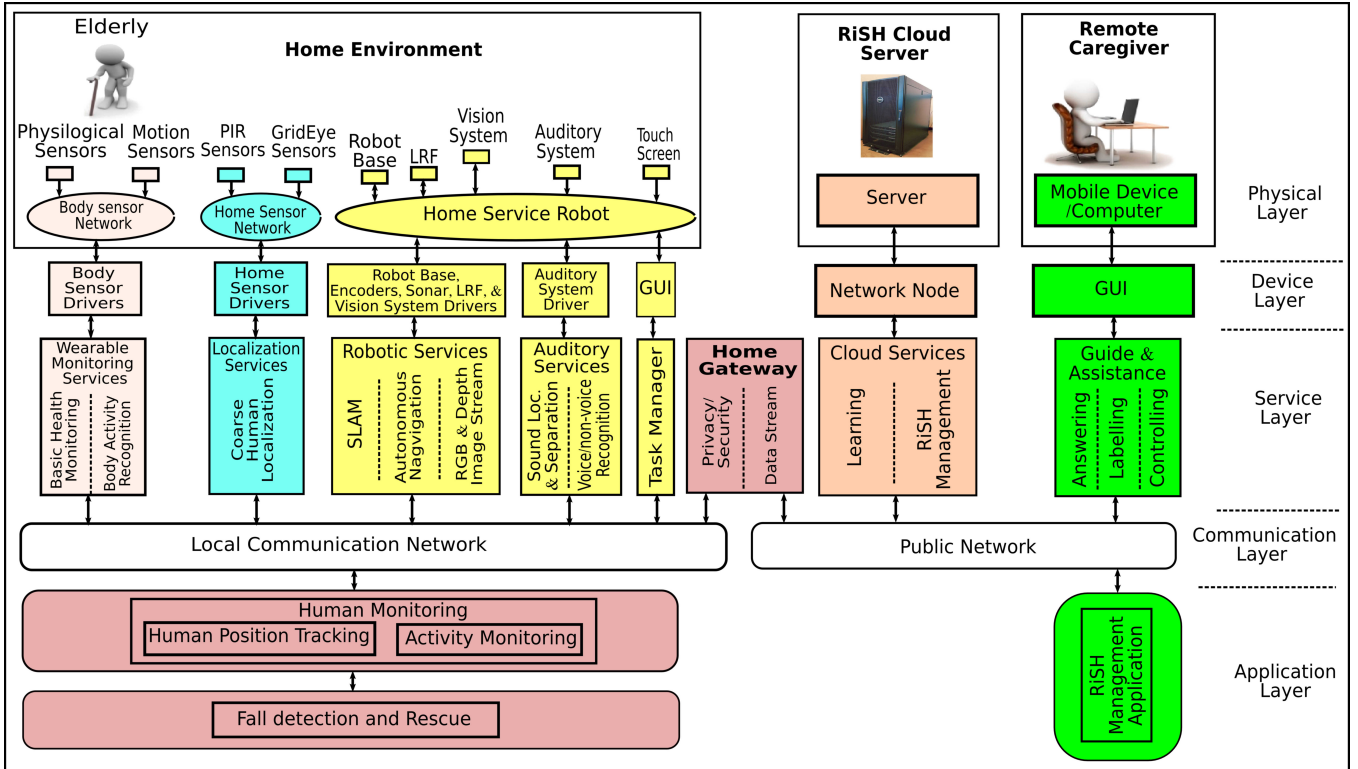 Elderly
Home Environment
RiSH Cloud
Server
Remote
Caregiver
Physilogical
Sensors
Motion
Sensors
PIR
Sensors
GridEye
Sensors
Robot
Base
LRF
Vision
System
Auditory
System
Touch
Screen
Body sensor
Network
Home Sensor
Network
Home Service Robot
Server
Mobile Device
/Computer
Physical
Layer
Body
Sensor
Drivers
Home
Sensor
Drivers
Robot Base,
Encoders, Sonar, LRF, &
Vision System Drivers
Auditory
System
Driver
GUI
Network Node
GUI
Device
Layer
Wearable
Monitoring
Services
Basic Health
Monitoring
Body Activity
Recognition
Localization
Services
Coarse
Human
Localization
Robotic Services
SLAM
Autonomous
Nagvigation
RGB & Depth
Image Stream
Auditory
Services
Sound Loc.
& Separation
Voice/non-voice
Recognition
Task Manager
Home
Gateway
Privacy/
Security
Data Stream
Cloud Services
Learning
RiSH
Management
Guide &
Assistance
Answering
Labelling
Controlling
Service
Layer
Local Communication Network
Public Network
Communication
Layer
Human Monitoring
Human Position Tracking
Activity Monitoring
Fall detection and Rescue
RiSH
Management
Application
Application
Layer